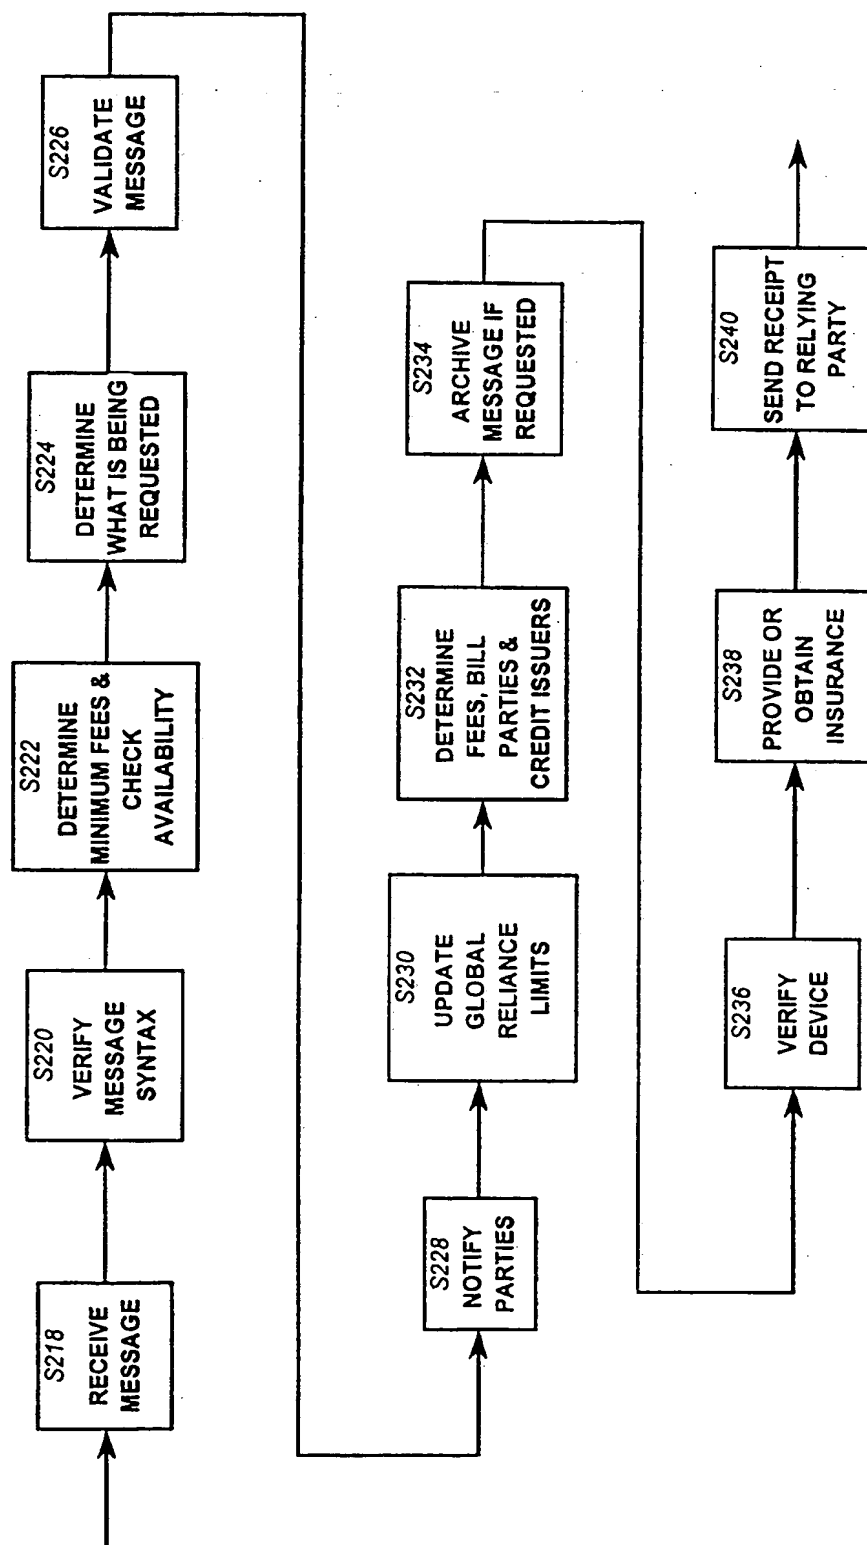 S218
RECEIVE
MESSAGE
S220
VERIFY
MESSAGE
SYNTAX
S222
DETERMINE
MINIMUM FEES &
CHECK
AVAILABILITY
S224
DETERMINE
WHAT IS BEING
REQUESTED
S226
VALIDATE
MESSAGE
S228
NOTIFY
PARTIES
S230
UPDATE
GLOBAL
RELIANCE
LIMITS
S232
DETERMINE
FEES, BILL
PARTIES &
CREDIT ISSUERS
S234
ARCHIVE
MESSAGE IF
REQUESTED
S236
VERIFY
DEVICE
S238
PROVIDE OR
OBTAIN
INSURANCE
S240
SEND RECEIPT
TO RELYING
PARTY